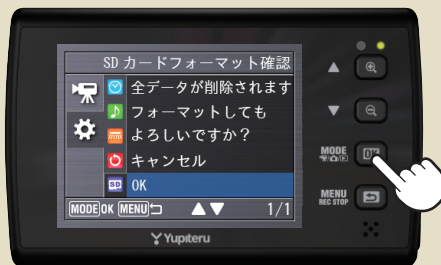 SDカードフォーマット確認
全データが削除されます
フォーマットしても
よろしいですか？
キャンセル
SD OK
MODE OK MENU ▲▼ 1/1
MODE
MENU
REC STOP
Yupiteru